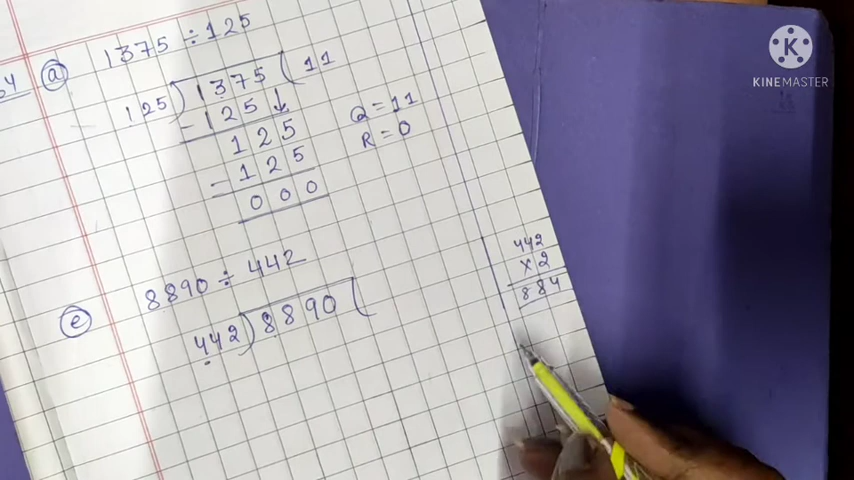 (a) 1375 ÷ 125
125 ) 1375 ( 11
- 125 ↓
125
- 125
000
Q = 11
R = 0
(e) 8890 ÷ 442
442 ) 8890 (
442
× 2
884
K
KINEMASTER